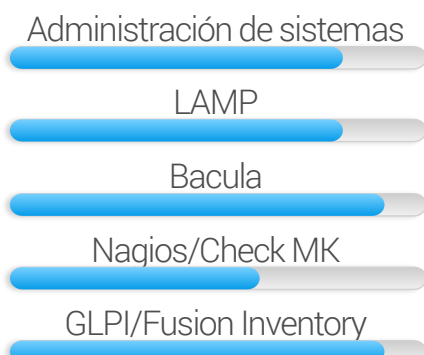 Administración de sistemas
LAMP
Bacula
Nagios/Check MK
GLPI/Fusion Inventory